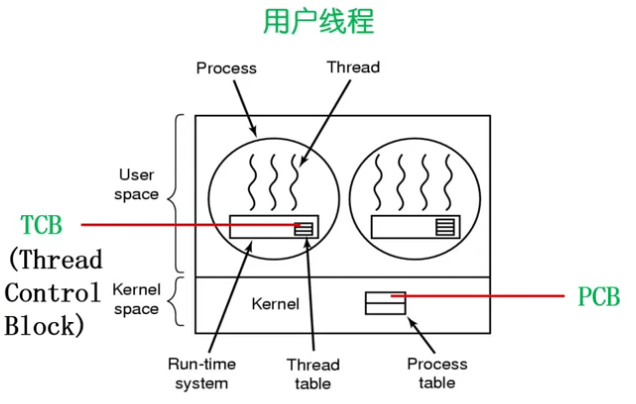 用户线程
Process
Thread
User
space
TCB
(Thread
Control
Block)
Kernel
space
Kernel
PCB
Run-time
system
Thread
table
Process
table